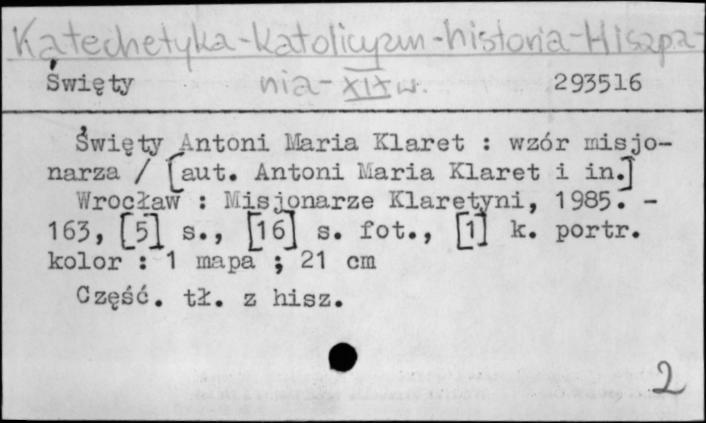 Katechetyka-katolicyzm-historia-Hiszpa-
nia-XIX w.
Święty 293516
Święty Antoni Maria Klaret : wzór misjo-
narza / [aut. Antoni Maria Klaret i in.]
Wrocław : Misjonarze Klaretyni, 1985. -
163, [5] s., [16] s. fot., [1] k. portr.
kolor : 1 mapa ; 21 cm
Część. tł. z hisz.
2